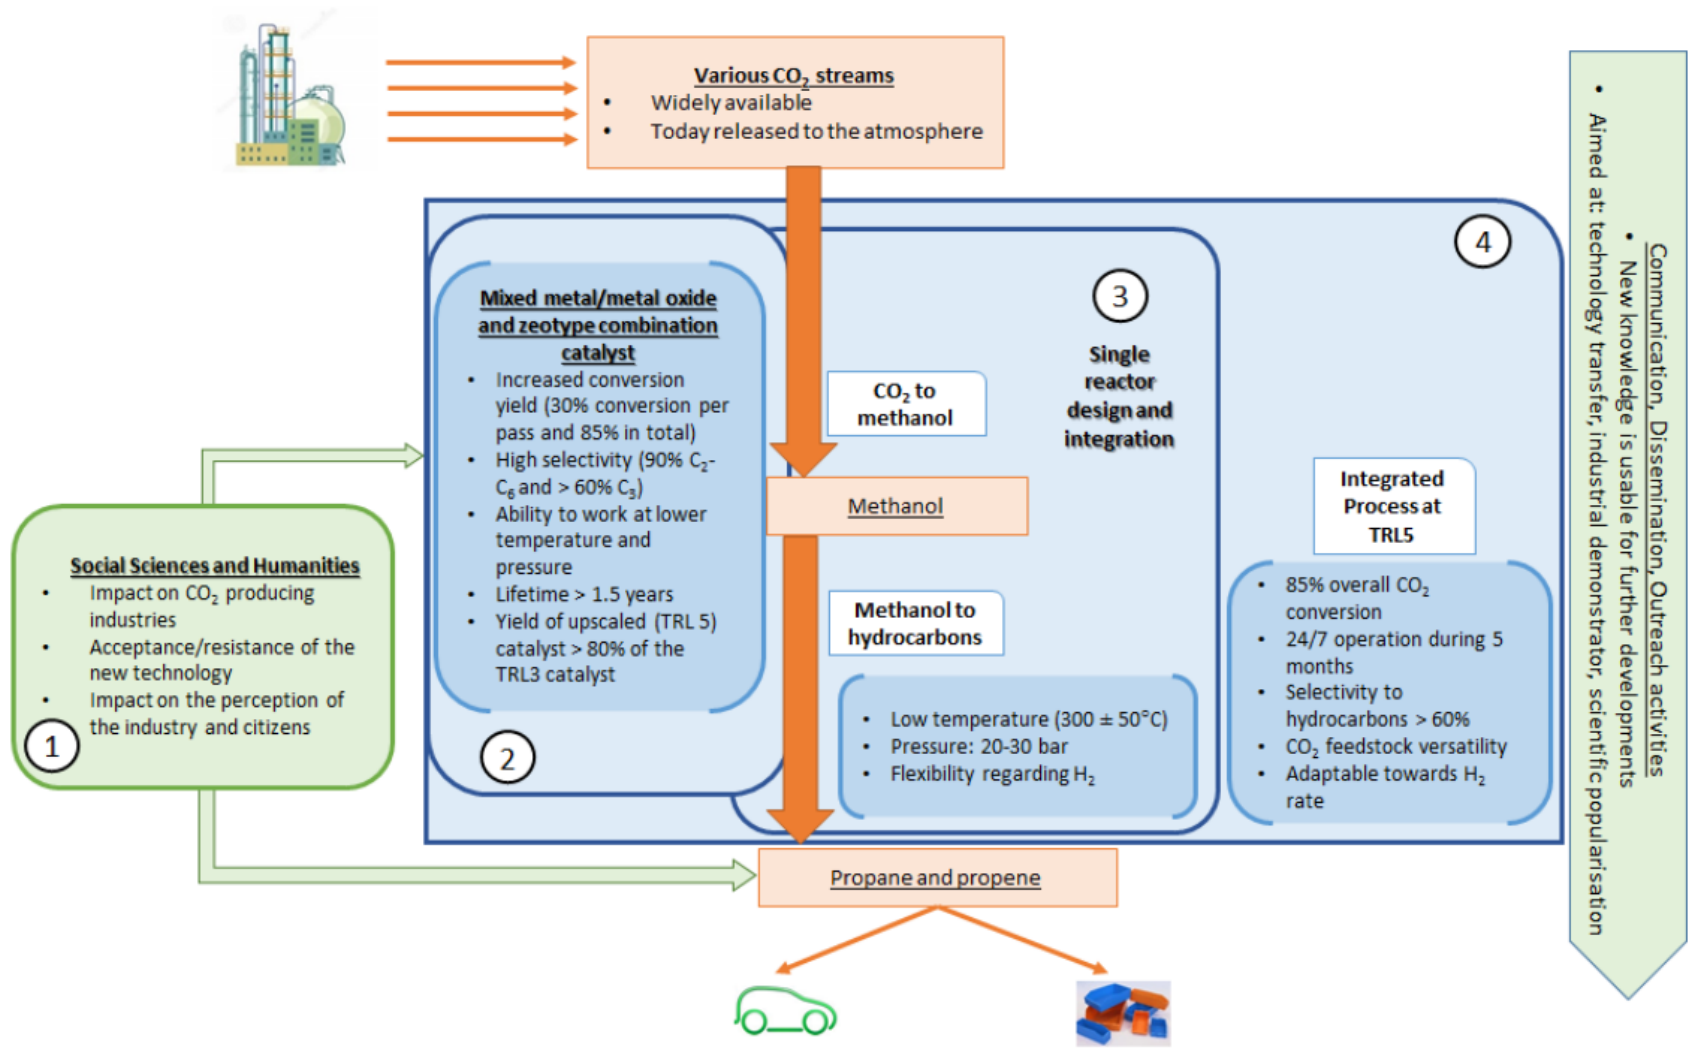 Various CO₂ streams
• Widely available
• Today released to the atmosphere
4
Mixed metal/metal oxide
and zeotype combination
catalyst
• Increased conversion
yield (30% conversion per
pass and 85% in total)
• High selectivity (90% C₂-
C₆ and > 60% C₃)
• Ability to work at lower
temperature and
pressure
• Lifetime > 1.5 years
• Yield of upscaled (TRL 5)
catalyst > 80% of the
TRL3 catalyst
2
3
Single
reactor
design and
integration
CO₂ to
methanol
Methanol
Methanol to
hydrocarbons
• Low temperature (300 ± 50°C)
• Pressure: 20-30 bar
• Flexibility regarding H₂
Integrated
Process at
TRL5
• 85% overall CO₂
conversion
• 24/7 operation during 5
months
• Selectivity to
hydrocarbons > 60%
• CO₂ feedstock versatility
• Adaptable towards H₂
rate
Social Sciences and Humanities
• Impact on CO₂ producing
industries
• Acceptance/resistance of the
new technology
• Impact on the perception of
the industry and citizens
1
Propane and propene
Communication, Dissemination, Outreach activities
• New knowledge is usable for further developments
• Aimed at: technology transfer, industrial demonstrator, scientific popularisation